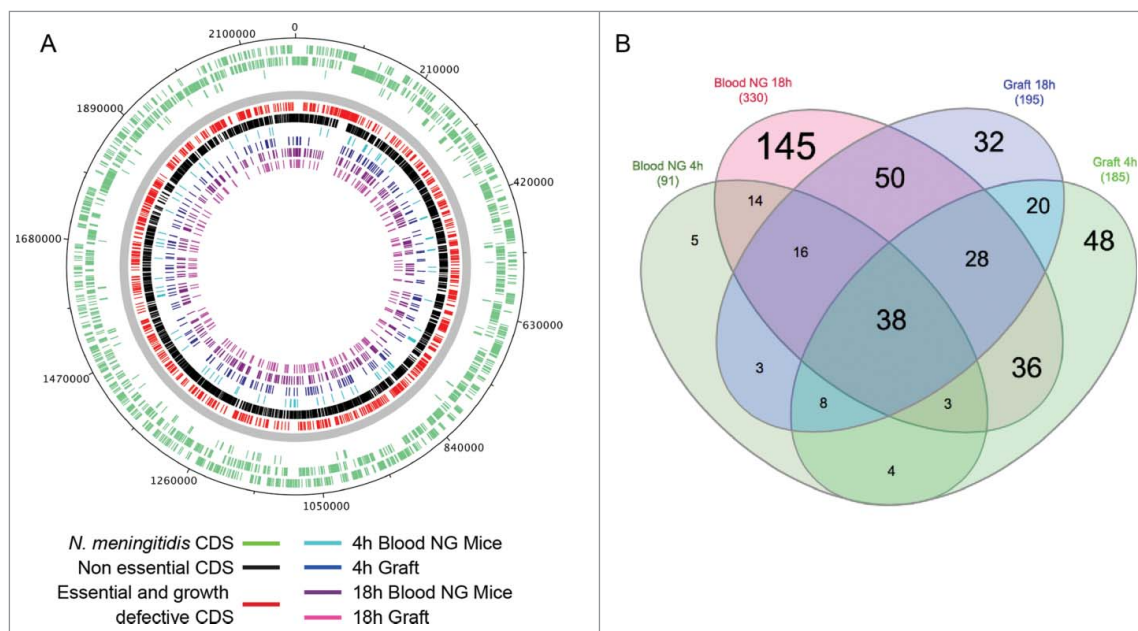 A
0
210000
420000
630000
840000
1050000
1260000
1470000
1680000
1890000
2100000
N. meningitidis CDS
Non essential CDS
Essential and growth
defective CDS
4h Blood NG Mice
4h Graft
18h Blood NG Mice
18h Graft
B
Blood NG 18h
(330)
Graft 18h
(195)
Blood NG 4h
(91)
Graft 4h
(185)
145
32
50
14
20
5
48
16
28
38
3
36
8
3
4